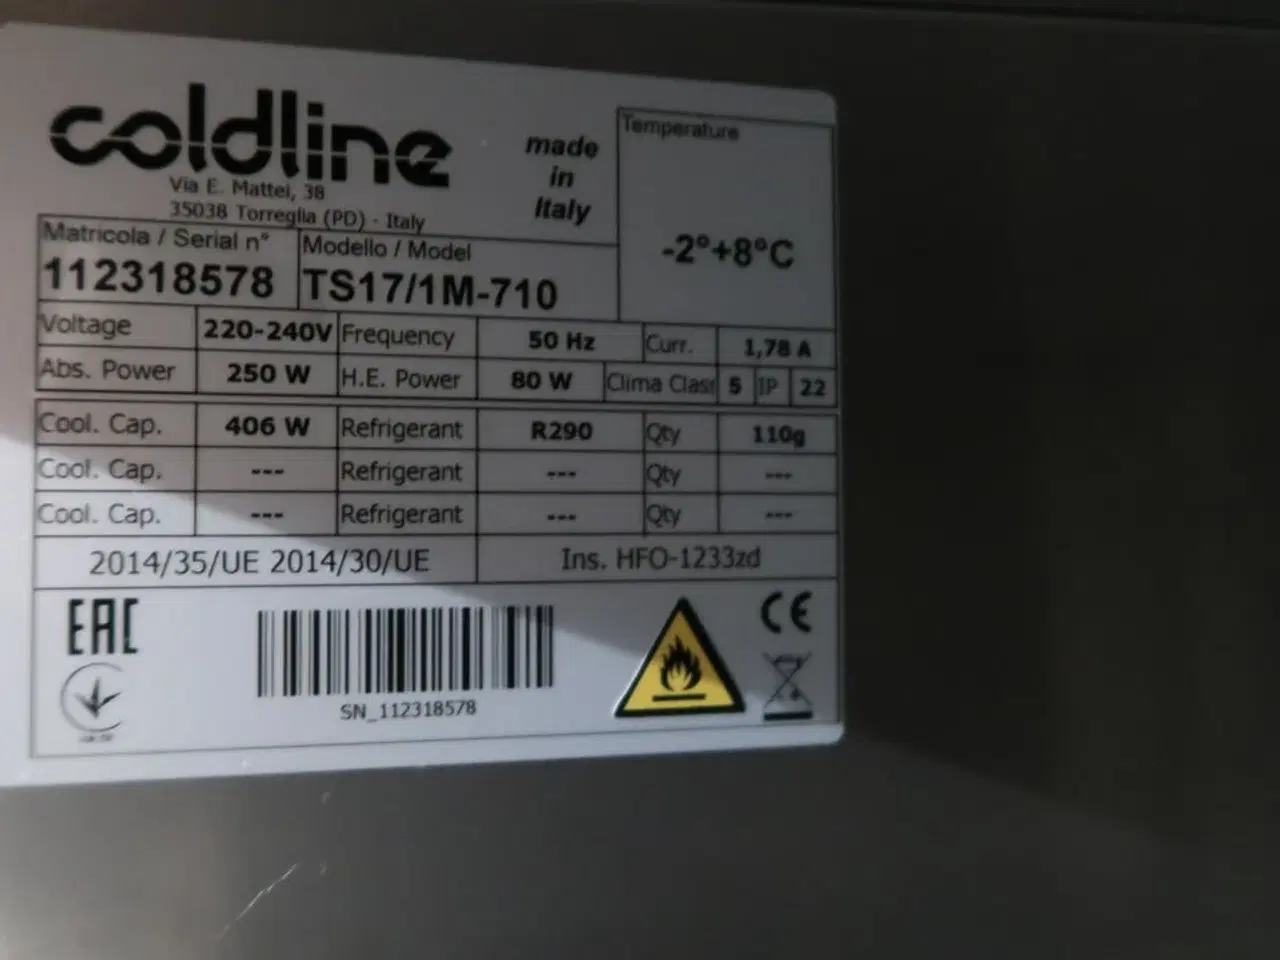 coldline
Via E. Mattei, 38
35038 Torreglia (PD) - Italy
made
in
Italy
Temperature
-2°+8°C
Matricola / Serial n°
112318578
Modello / Model
TS17/1M-710
Voltage 220-240V Frequency 50 Hz Curr. 1,78 A
Abs. Power 250 W H.E. Power 80 W Clima Class 5 IP 22
Cool. Cap. 406 W Refrigerant R290 Qty 110g
Cool. Cap. --- Refrigerant --- Qty ---
Cool. Cap. --- Refrigerant --- Qty ---
2014/35/UE 2014/30/UE Ins. HFO-1233zd
EAC
CE
SN_112318578